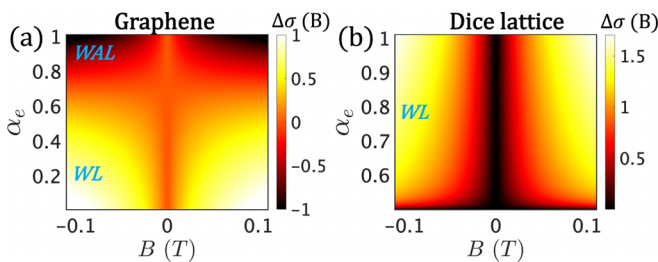 Graphene
Δσ (B)
(a)
WAL
WL
α_e
1
0.8
0.6
0.4
0.2
−0.1
0
0.1
B (T)
1
0.5
0
−0.5
−1
Dice lattice
Δσ (B)
(b)
WL
α_e
1
0.9
0.8
0.7
0.6
−0.1
0
0.1
B (T)
1.5
1
0.5